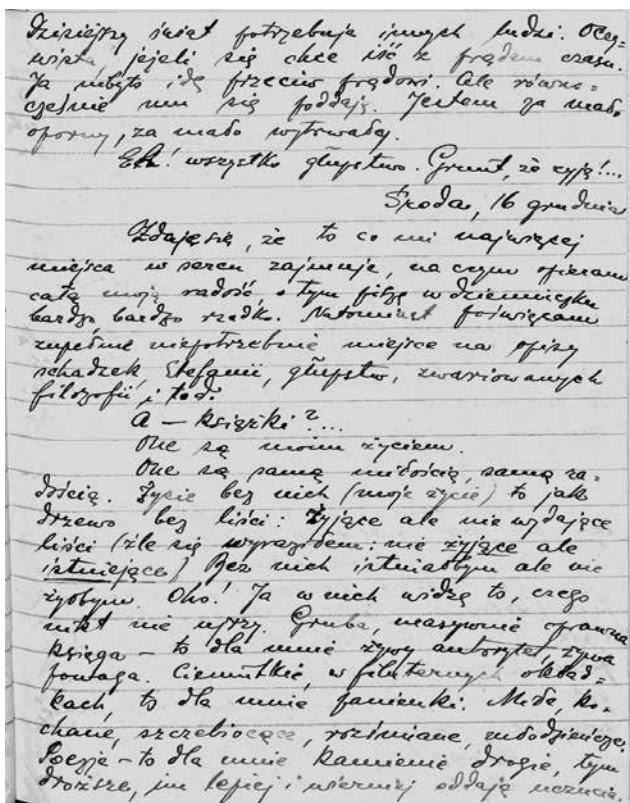 Dzisiejszy świat potrzebuje innych ludzi. Oczy=
wista, jeżeli się chce iść z prądem czasu.
Ja niby to idę przeciw prądowi. Ale równo=
cześnie mu się poddaję. Jestem za mało
oporny, za mało wytrwały.
Ech! wszystko głupstwo. Grunt, że żyję!...
Środa, 16 grudnia
Zdaje się, że to co mi najwięcej
miejsca w sercu zajmuje, na czym opieram
całą moją radość, o tym piszę w dzienniczku
bardzo bardzo rzadko. Natomiast poświęcam
zupełnie niepotrzebnie miejsce na opisy
schadzek, Stefanii, głupstw, zwariowanych
filozofii, i t.d.
A — książki?...
One są moim życiem.
One są samą miłością, samą ra=
dością. Życie bez nich (moje życie) to jak
drzewo bez liści: żyjące ale nie wydające
liści (źle się wyraziłem: nie żyjące ale
istniejące) Bez nich istniałbym ale nie
żyłbym. Oho! Ja w nich widzę to, czego
nikt nie ujrzy. Gruba, masywnie oprawna
księga — to dla mnie żywy autorytet, żywa
powaga. Cieniutkie, w filuternych okład=
kach, to dla mnie panienki. Młode, ko=
chane, szczebiocące, roześmiane, młodzieńcze.
Poezje — to dla mnie kamienie drogie, tym
droższe, im lepiej i wierniej oddają uczucia.